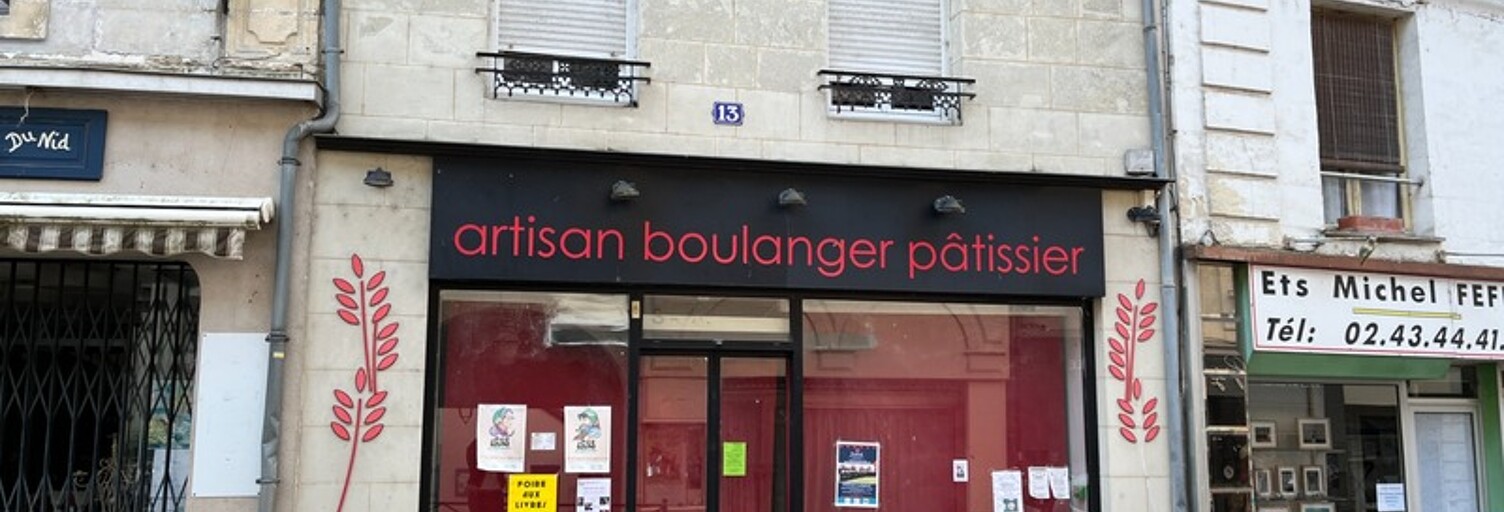 Du Nid
13
artisan boulanger pâtissier
Ets Michel
Tél: 02.43.44.41.
FOIRE
AUX
LIVRES